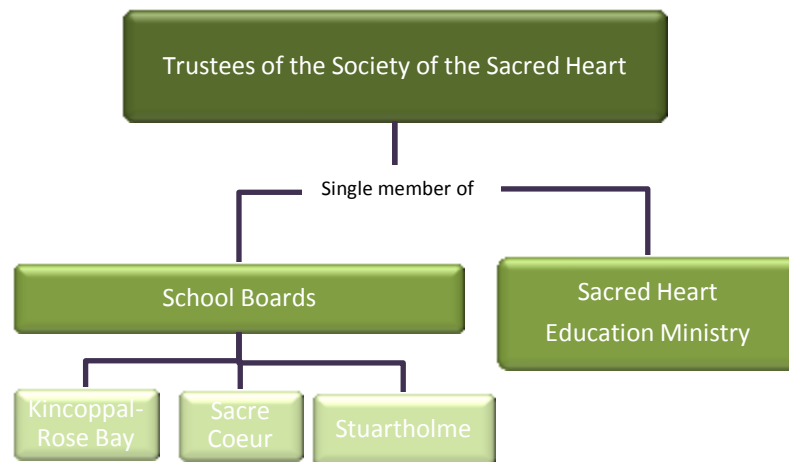 Trustees of the Society of the Sacred Heart
Single member of
School Boards
Sacred Heart
Education Ministry
Kincoppal-
Rose Bay
Sacre
Coeur
Stuartholme